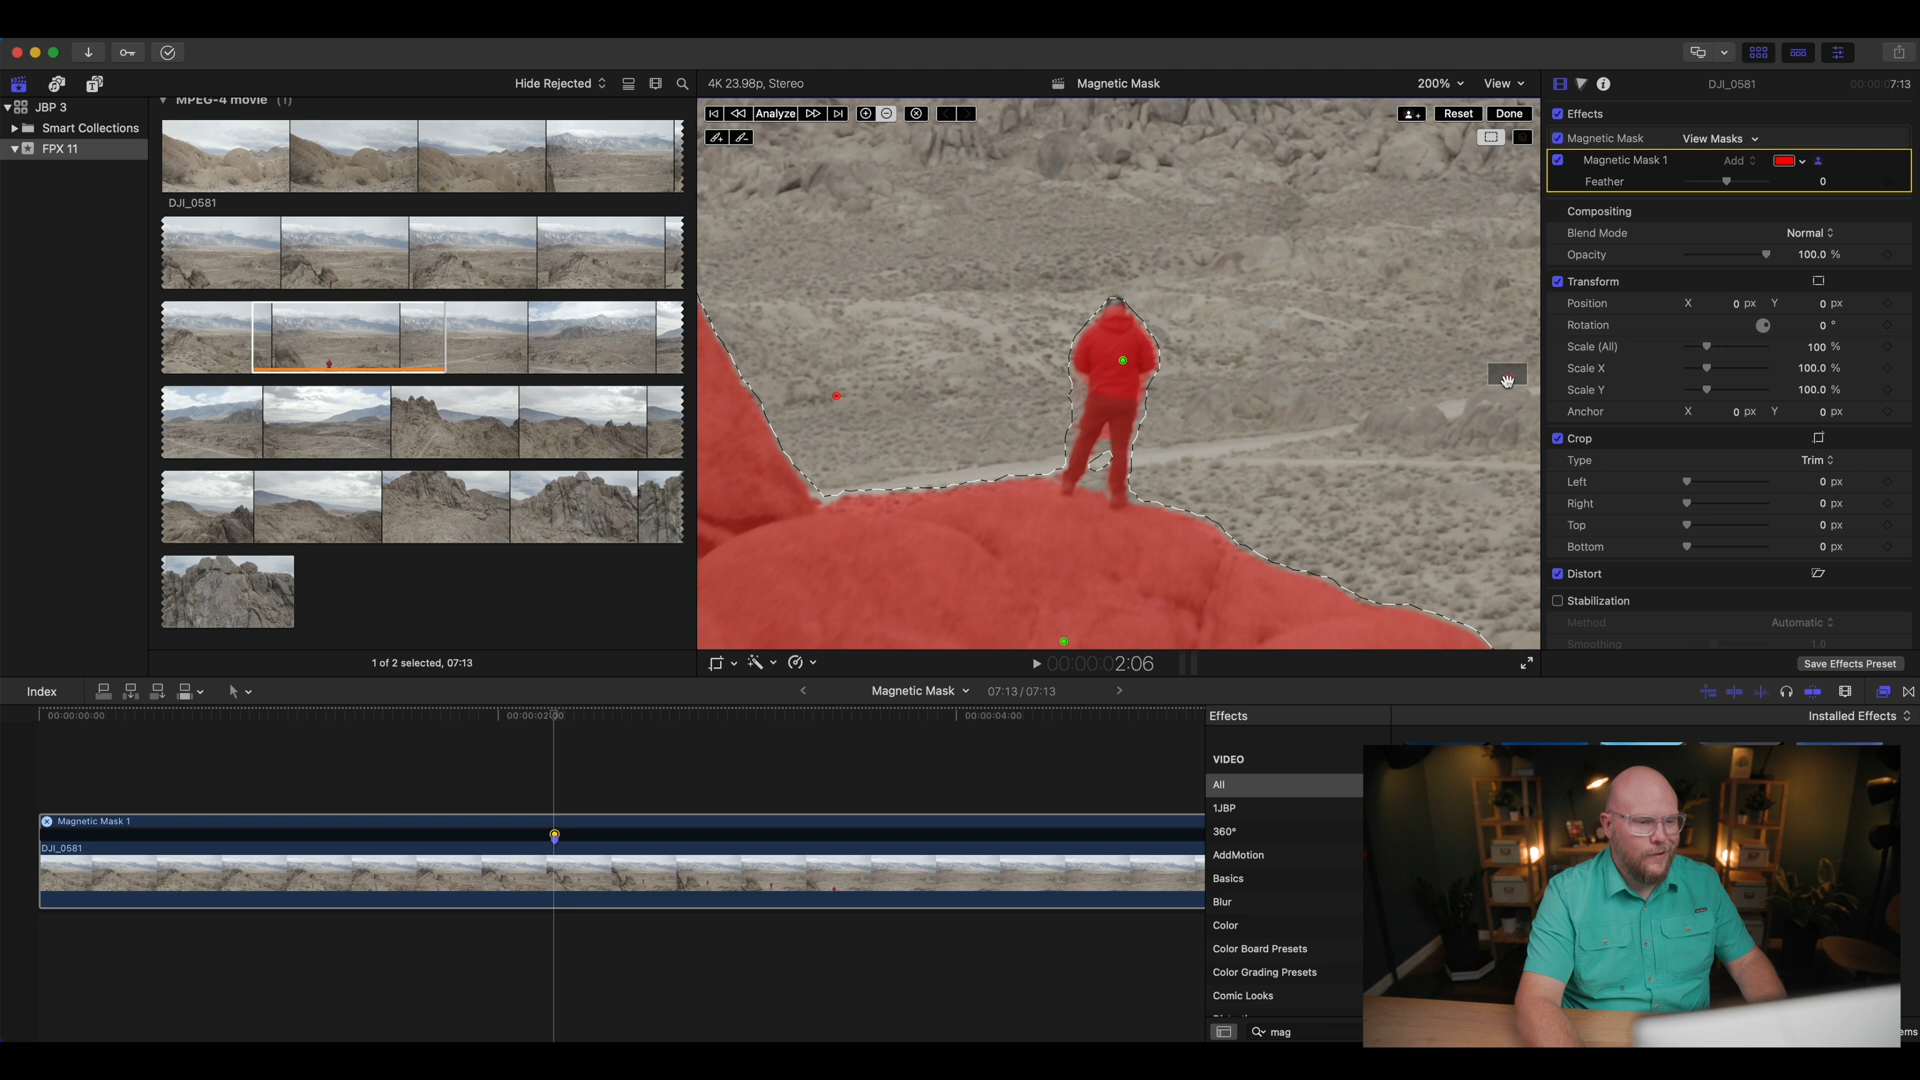 Hide Rejected
4K 23.98p, Stereo
Magnetic Mask
200%
View
DJI_0581
00:00:00:07:13
JBP 3
Smart Collections
FPX 11
MPEG-4 movie (1)
DJI_0581
1 of 2 selected, 07:13
Analyze
Reset
Done
00:00:00:02:06
Effects
Magnetic Mask
View Masks
Magnetic Mask 1
Add
Feather
0
Compositing
Blend Mode
Normal
Opacity
100.0 %
Transform
Position
X
0 px
Y
0 px
Rotation
0 °
Scale (All)
100 %
Scale X
100.0 %
Scale Y
100.0 %
Anchor
X
0 px
Y
0 px
Crop
Type
Trim
Left
0 px
Right
0 px
Top
0 px
Bottom
0 px
Distort
Stabilization
Method
Automatic
Smoothing
1.0
Save Effects Preset
Index
Magnetic Mask
07:13 / 07:13
00:00:00:00
00:00:02:00
00:00:04:00
Magnetic Mask 1
DJI_0581
Effects
Installed Effects
VIDEO
All
1JBP
360°
AddMotion
Basics
Blur
Color
Color Board Presets
Color Grading Presets
Comic Looks
mag